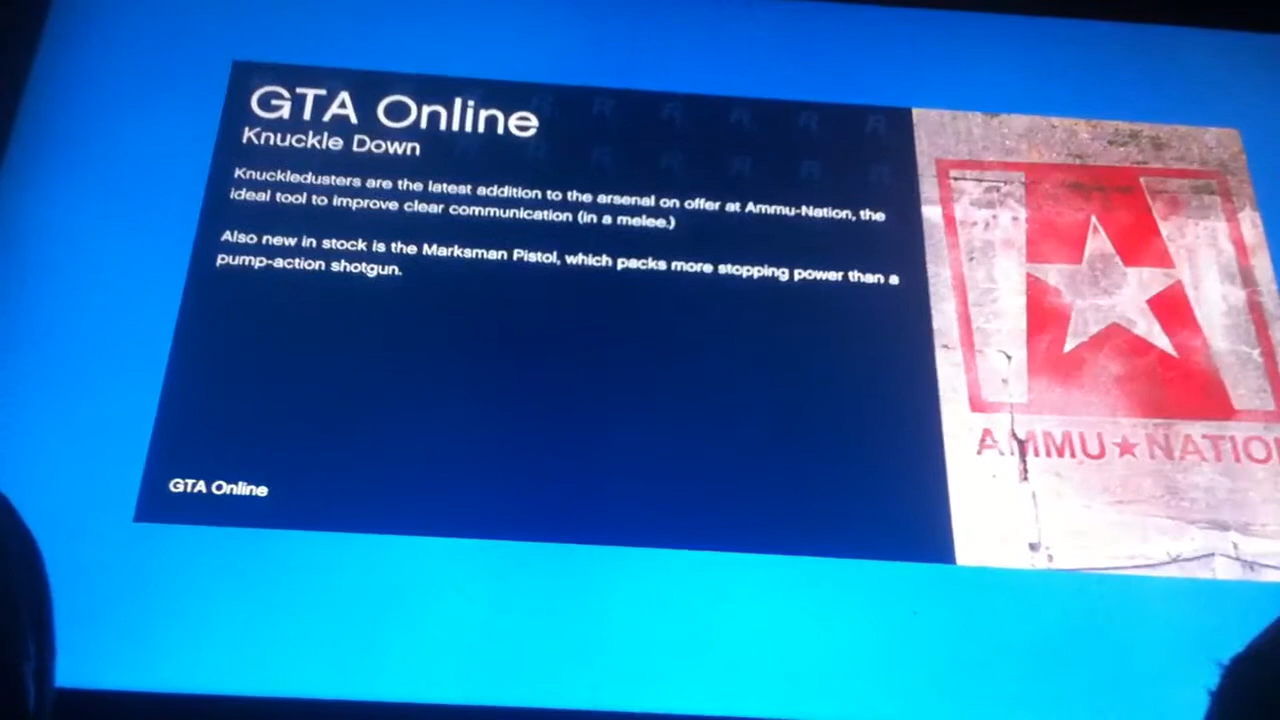 GTA Online
Knuckle Down
Knuckledusters are the latest addition to the arsenal on offer at Ammu-Nation, the
ideal tool to improve clear communication (in a melee.)
Also new in stock is the Marksman Pistol, which packs more stopping power than a
pump-action shotgun.
GTA Online
AMMU★NATIO